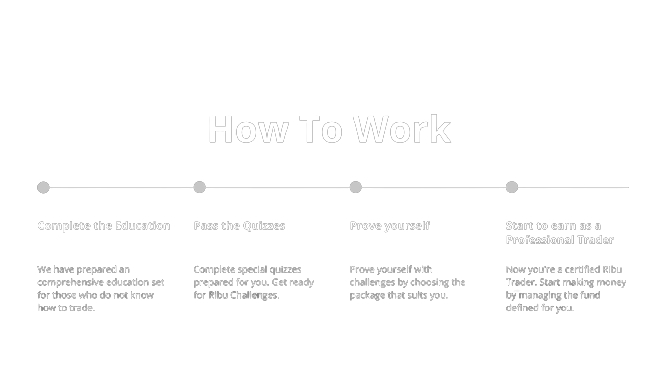 How To Work
Complete the Education
We have prepared an
comprehensive education set
for those who do not know
how to trade.
Pass the Quizzes
Complete special quizzes
prepared for you. Get ready
for Ribu Challenges.
Prove yourself
Prove yourself with
challenges by choosing the
package that suits you.
Start to earn as a
Professional Trader
Now you're a certified Ribu
Trader. Start making money
by managing the fund
defined for you.